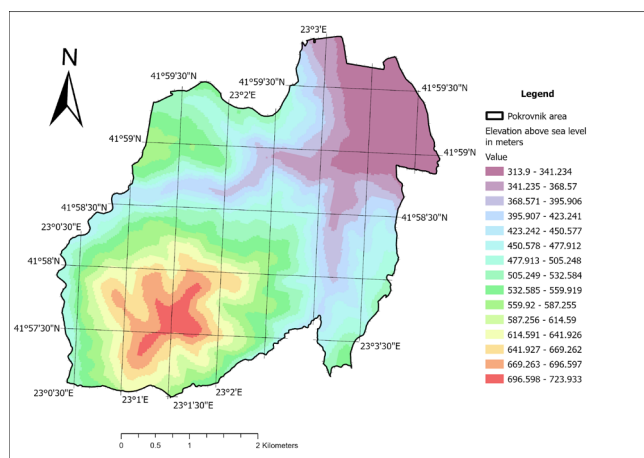 23°3'E
N
41°59'30"N
41°59'30"N
23°2'E
41°59'30"N
41°59'N
41°59'N
41°58'30"N
41°58'30"N
23°0'30"E
41°58'N
41°57'30"N
23°3'30"E
23°0'30"E
23°1'E
23°2'E
23°1'30"E
0 0.5 1 2 Kilometers
Legend
Pokrovnik area
Elevation above sea level
in meters
Value
313.9 - 341.234
341.235 - 368.57
368.571 - 395.906
395.907 - 423.241
423.242 - 450.577
450.578 - 477.912
477.913 - 505.248
505.249 - 532.584
532.585 - 559.919
559.92 - 587.255
587.256 - 614.59
614.591 - 641.926
641.927 - 669.262
669.263 - 696.597
696.598 - 723.933